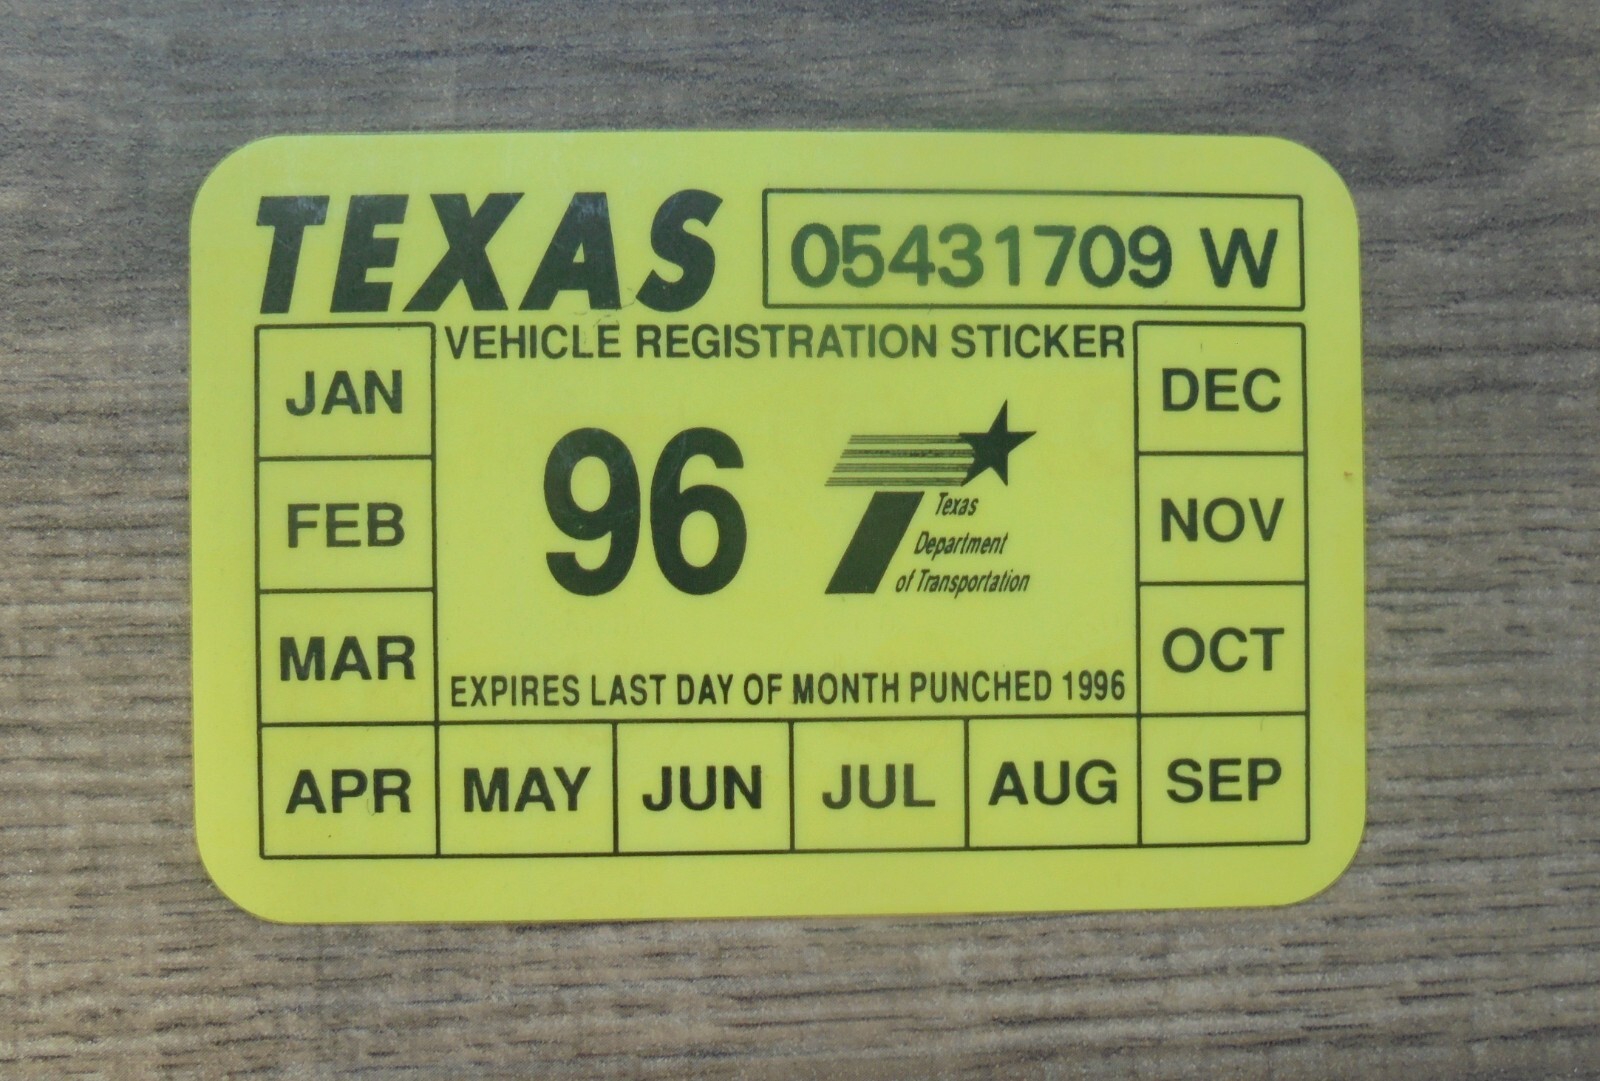 TEXAS 05431709 W
VEHICLE REGISTRATION STICKER
JAN
DEC
96
Texas
Department
of Transportation
FEB
NOV
MAR
OCT
EXPIRES LAST DAY OF MONTH PUNCHED 1996
APR MAY JUN JUL AUG SEP